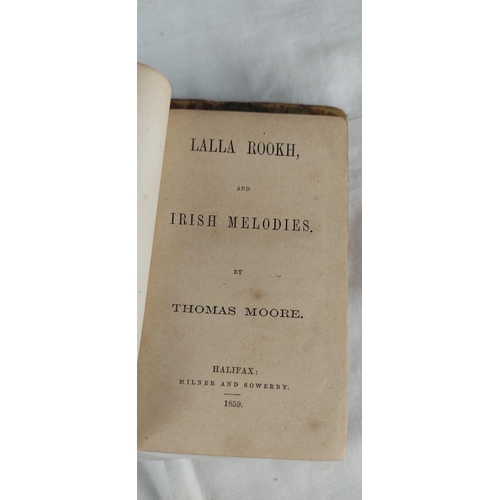 LALLA ROOKH,
AND
IRISH MELODIES.
BY
THOMAS MOORE.
HALIFAX:
MILNER AND SOWERBY.
1859.